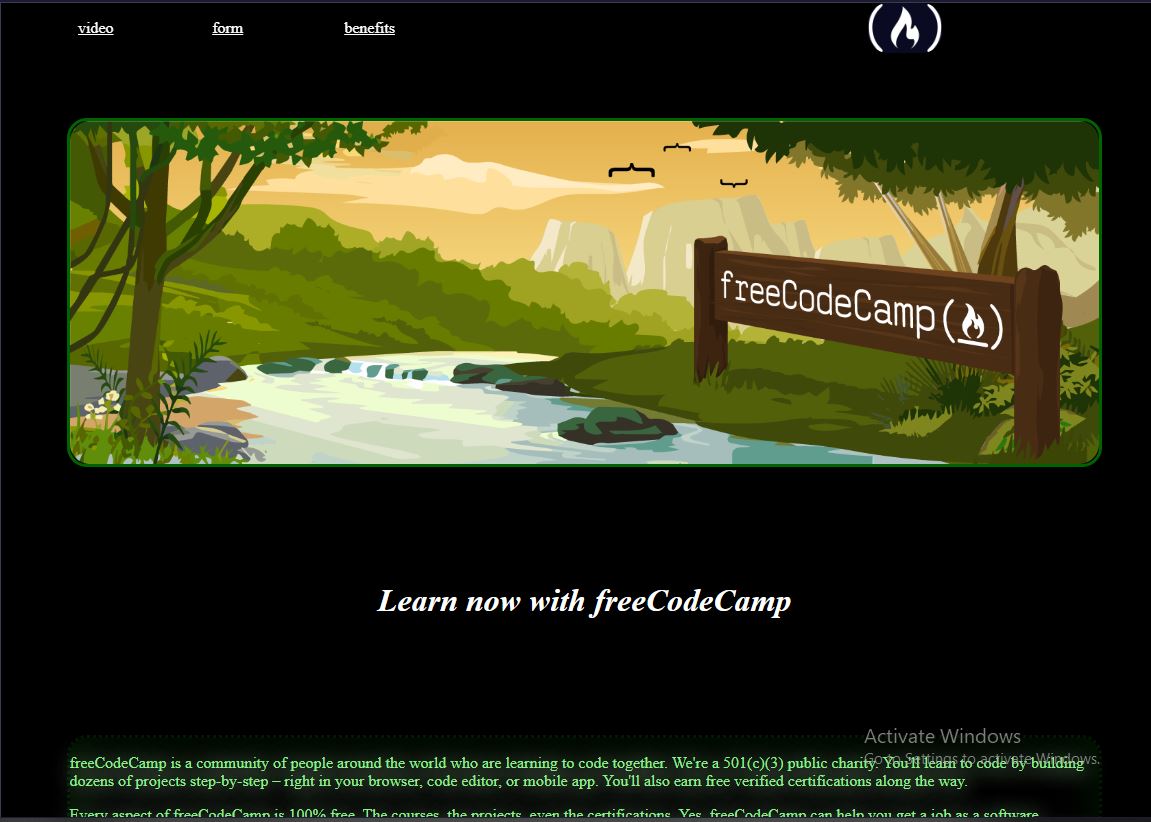 video
form
benefits
freeCodeCamp
Learn now with freeCodeCamp
Activate Windows
Go to Settings to activate Windows.
freeCodeCamp is a community of people around the world who are learning to code together. We're a 501(c)(3) public charity. You'll learn to code by building
dozens of projects step-by-step – right in your browser, code editor, or mobile app. You'll also earn free verified certifications along the way.
Every aspect of freeCodeCamp is 100% free. The courses, the projects, even the certifications. Yes, freeCodeCamp can help you get a job as a software